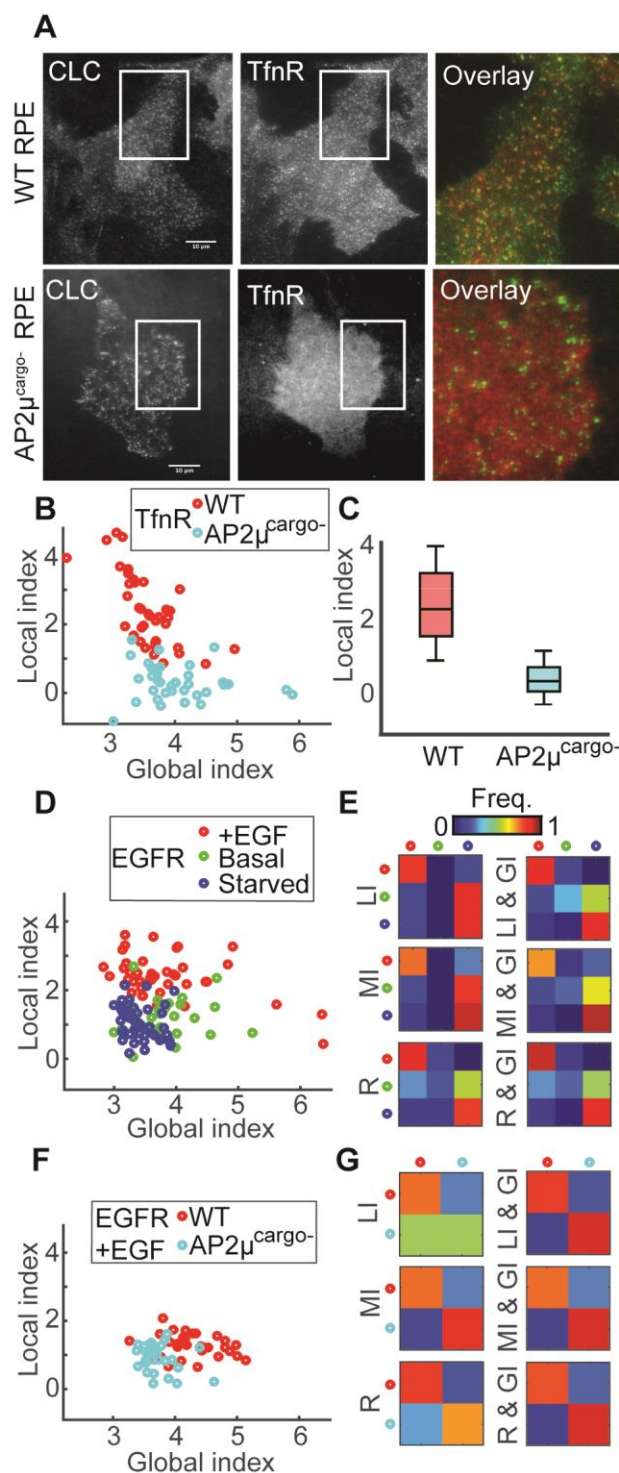 A
CLC
TfnR
Overlay
WT RPE
10 μm
CLC
TfnR
Overlay
AP2μcargo- RPE
10 μm
B
TfnR
WT
AP2μcargo-
Local index
4
2
0
3
4
5
6
Global index
C
Local index
4
2
0
WT
AP2μcargo-
D
EGFR
+EGF
Basal
Starved
Local index
4
2
0
3
4
5
6
Global index
E
Freq.
0
1
LI
LI & GI
MI
MI & GI
R
R & GI
F
EGFR
+EGF
WT
AP2μcargo-
Local index
4
2
0
3
4
5
6
Global index
G
LI
LI & GI
MI
MI & GI
R
R & GI